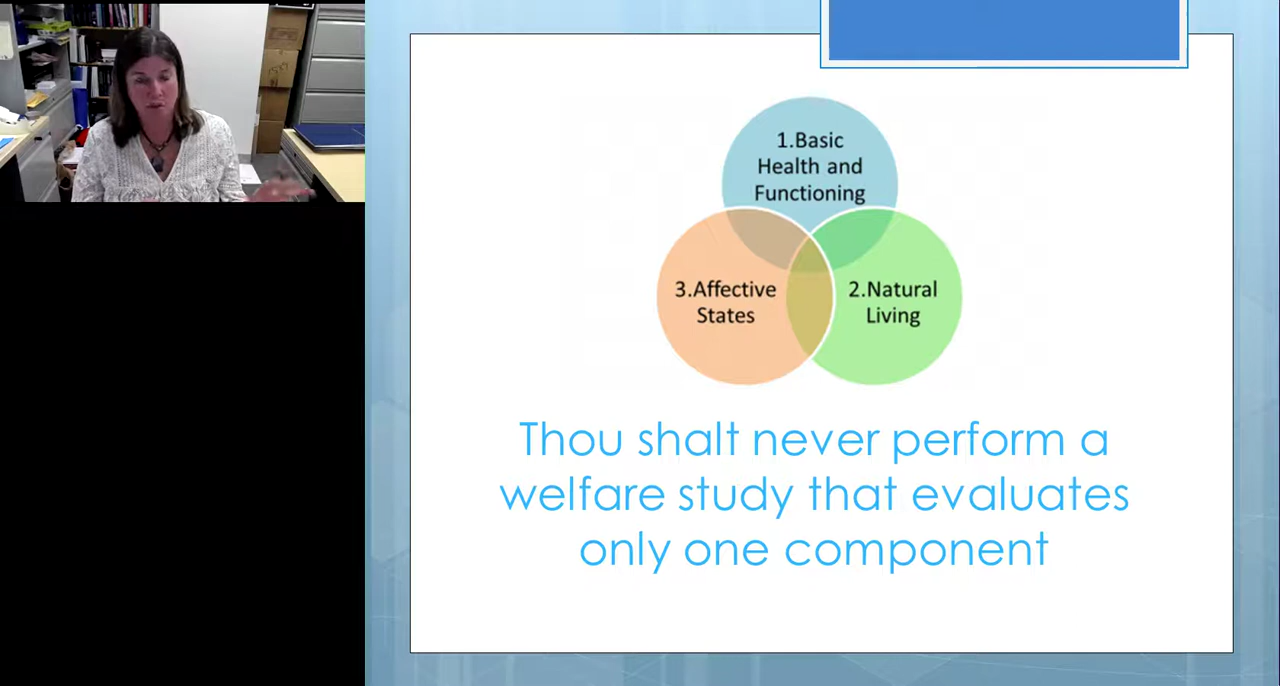 1.Basic
Health and
Functioning
3.Affective
States
2.Natural
Living
Thou shalt never perform a
welfare study that evaluates
only one component